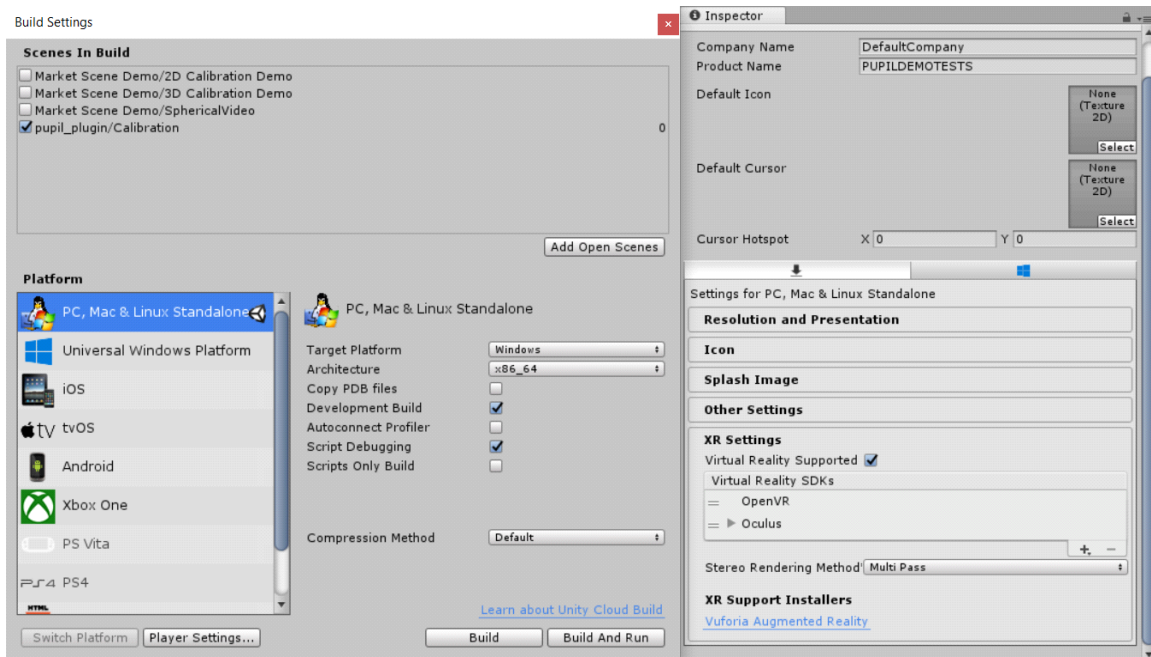 Build Settings
Scenes In Build
Market Scene Demo/2D Calibration Demo
Market Scene Demo/3D Calibration Demo
Market Scene Demo/SphericalVideo
pupil_plugin/Calibration 0
Add Open Scenes
Platform
PC, Mac & Linux Standalone
Universal Windows Platform
iOS
tv tvOS
Android
Xbox One
PS Vita
PS4 PS4
HTML
PC, Mac & Linux Standalone
Target Platform Windows
Architecture x86_64
Copy PDB files
Development Build
Autoconnect Profiler
Script Debugging
Scripts Only Build
Compression Method Default
Learn about Unity Cloud Build
Switch Platform Player Settings... Build Build And Run
Inspector
Company Name DefaultCompany
Product Name PUPILDEMOTESTS
Default Icon
None
(Texture
2D)
Select
Default Cursor
None
(Texture
2D)
Select
Cursor Hotspot X 0 Y 0
Settings for PC, Mac & Linux Standalone
Resolution and Presentation
Icon
Splash Image
Other Settings
XR Settings
Virtual Reality Supported
Virtual Reality SDKs
OpenVR
Oculus
Stereo Rendering Method* Multi Pass
XR Support Installers
Vuforia Augmented Reality